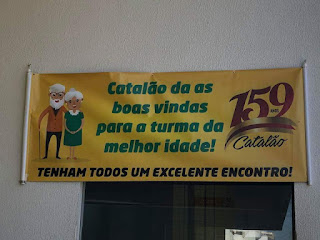 Catalão da as
boas vindas
para a turma da
melhor idade!
159
anos
Catalão
TENHAM TODOS UM EXCELENTE ENCONTRO!